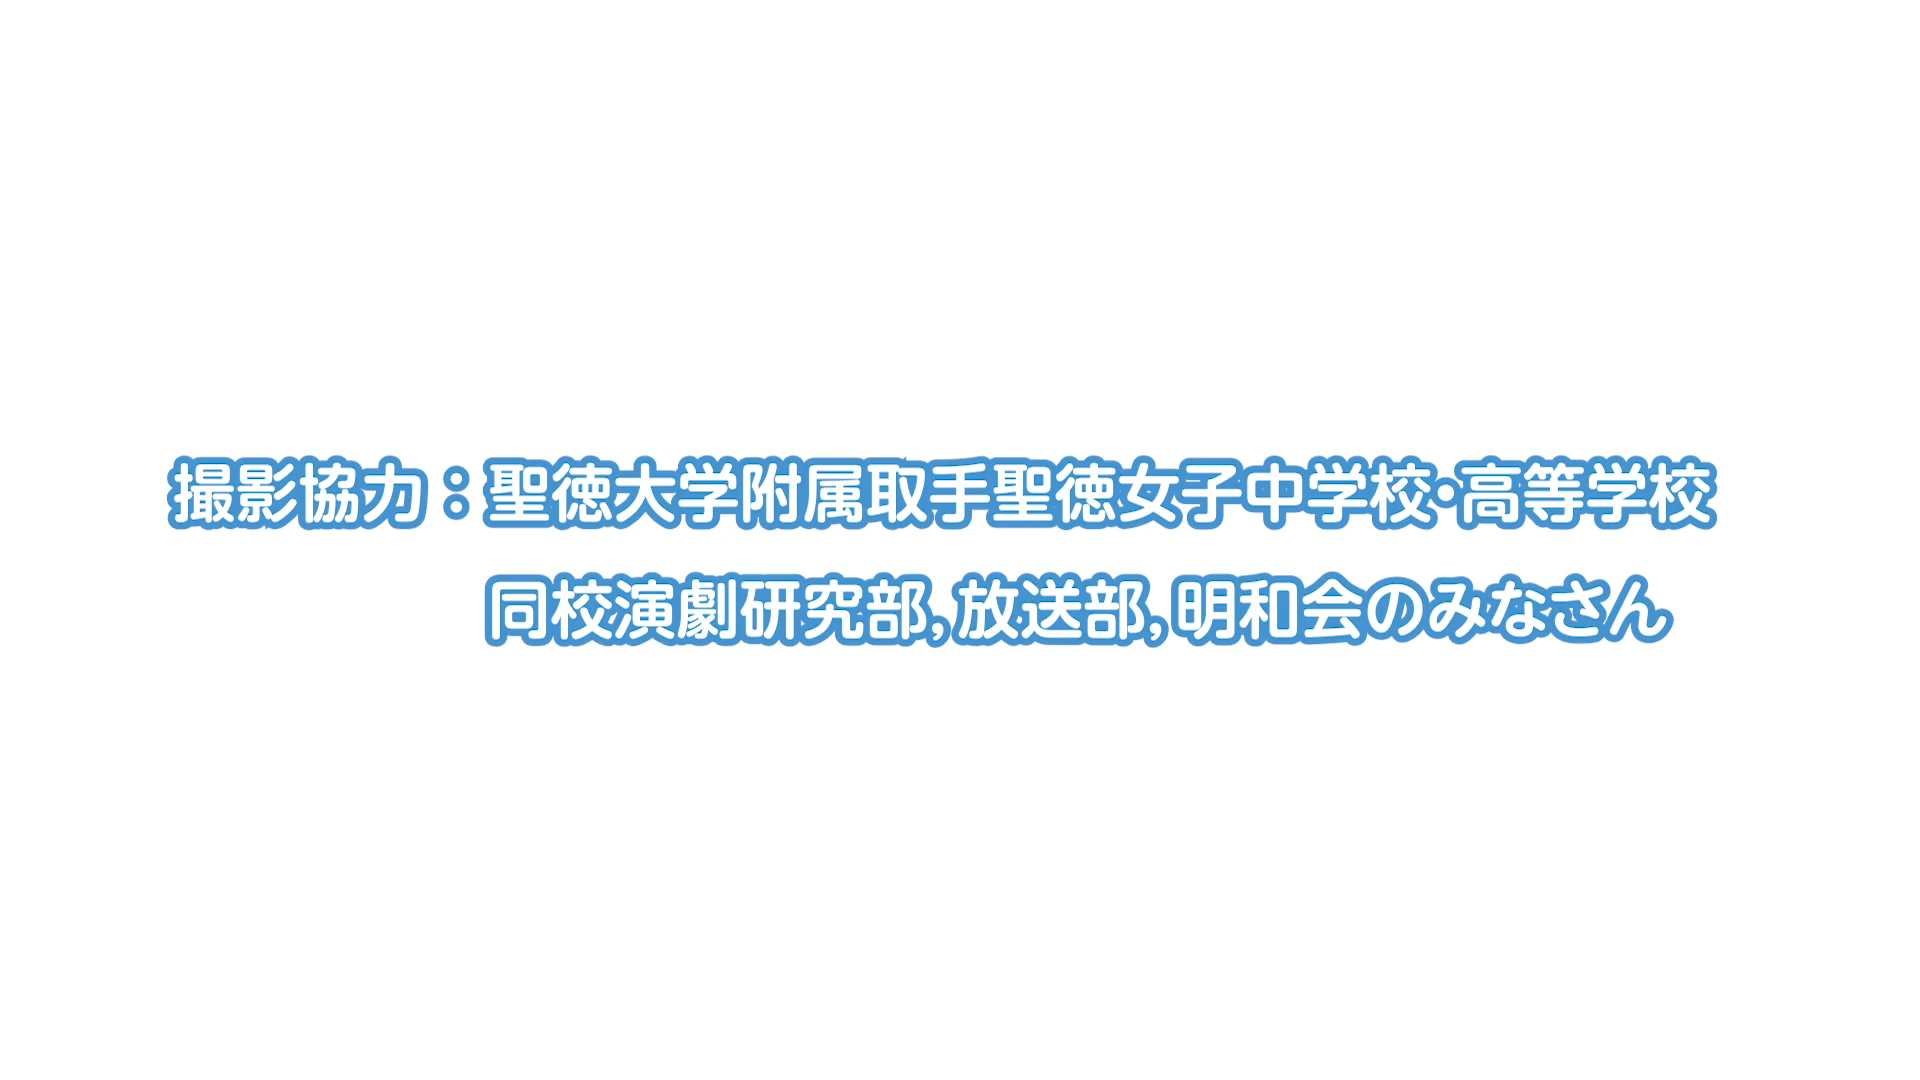 撮影協力：聖徳大学附属取手聖徳女子中学校・高等学校
同校演劇研究部,放送部,明和会のみなさん